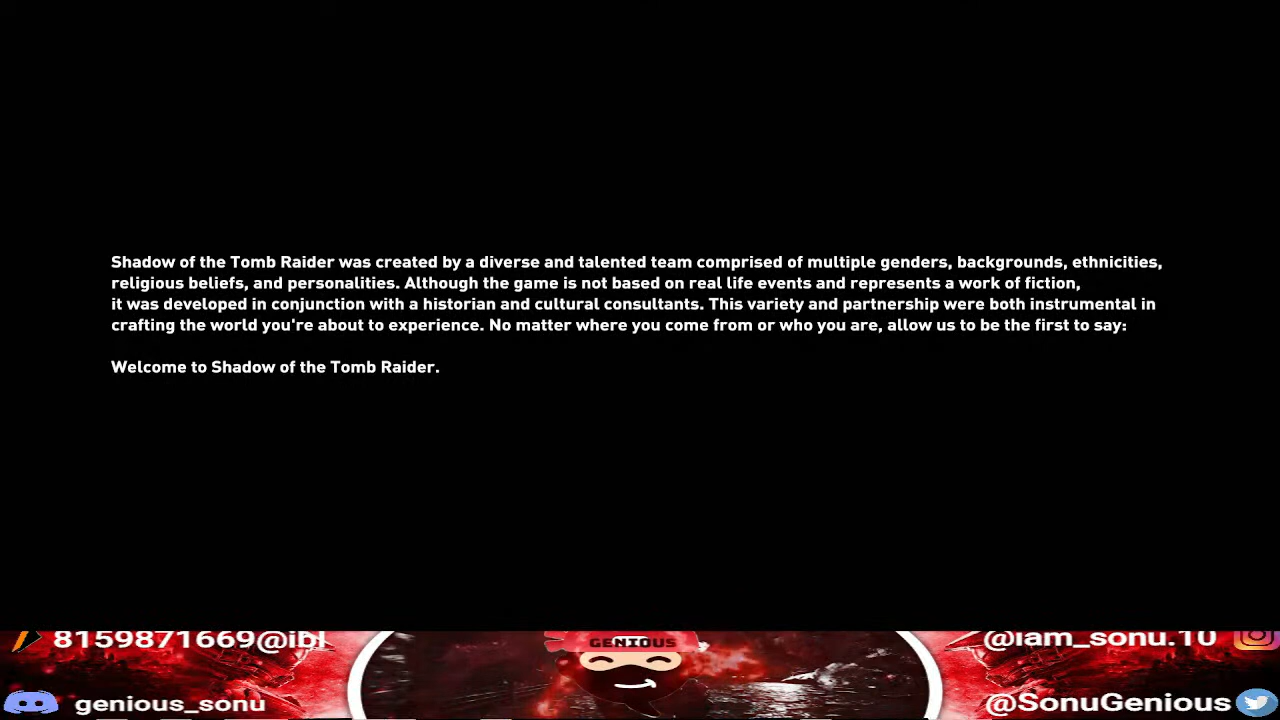 Shadow of the Tomb Raider was created by a diverse and talented team comprised of multiple genders, backgrounds, ethnicities,
religious beliefs, and personalities. Although the game is not based on real life events and represents a work of fiction,
it was developed in conjunction with a historian and cultural consultants. This variety and partnership were both instrumental in
crafting the world you're about to experience. No matter where you come from or who you are, allow us to be the first to say:
Welcome to Shadow of the Tomb Raider.
8159871669@ibl
GENIOUS
@iam_sonu.10
genious_sonu
@SonuGenious